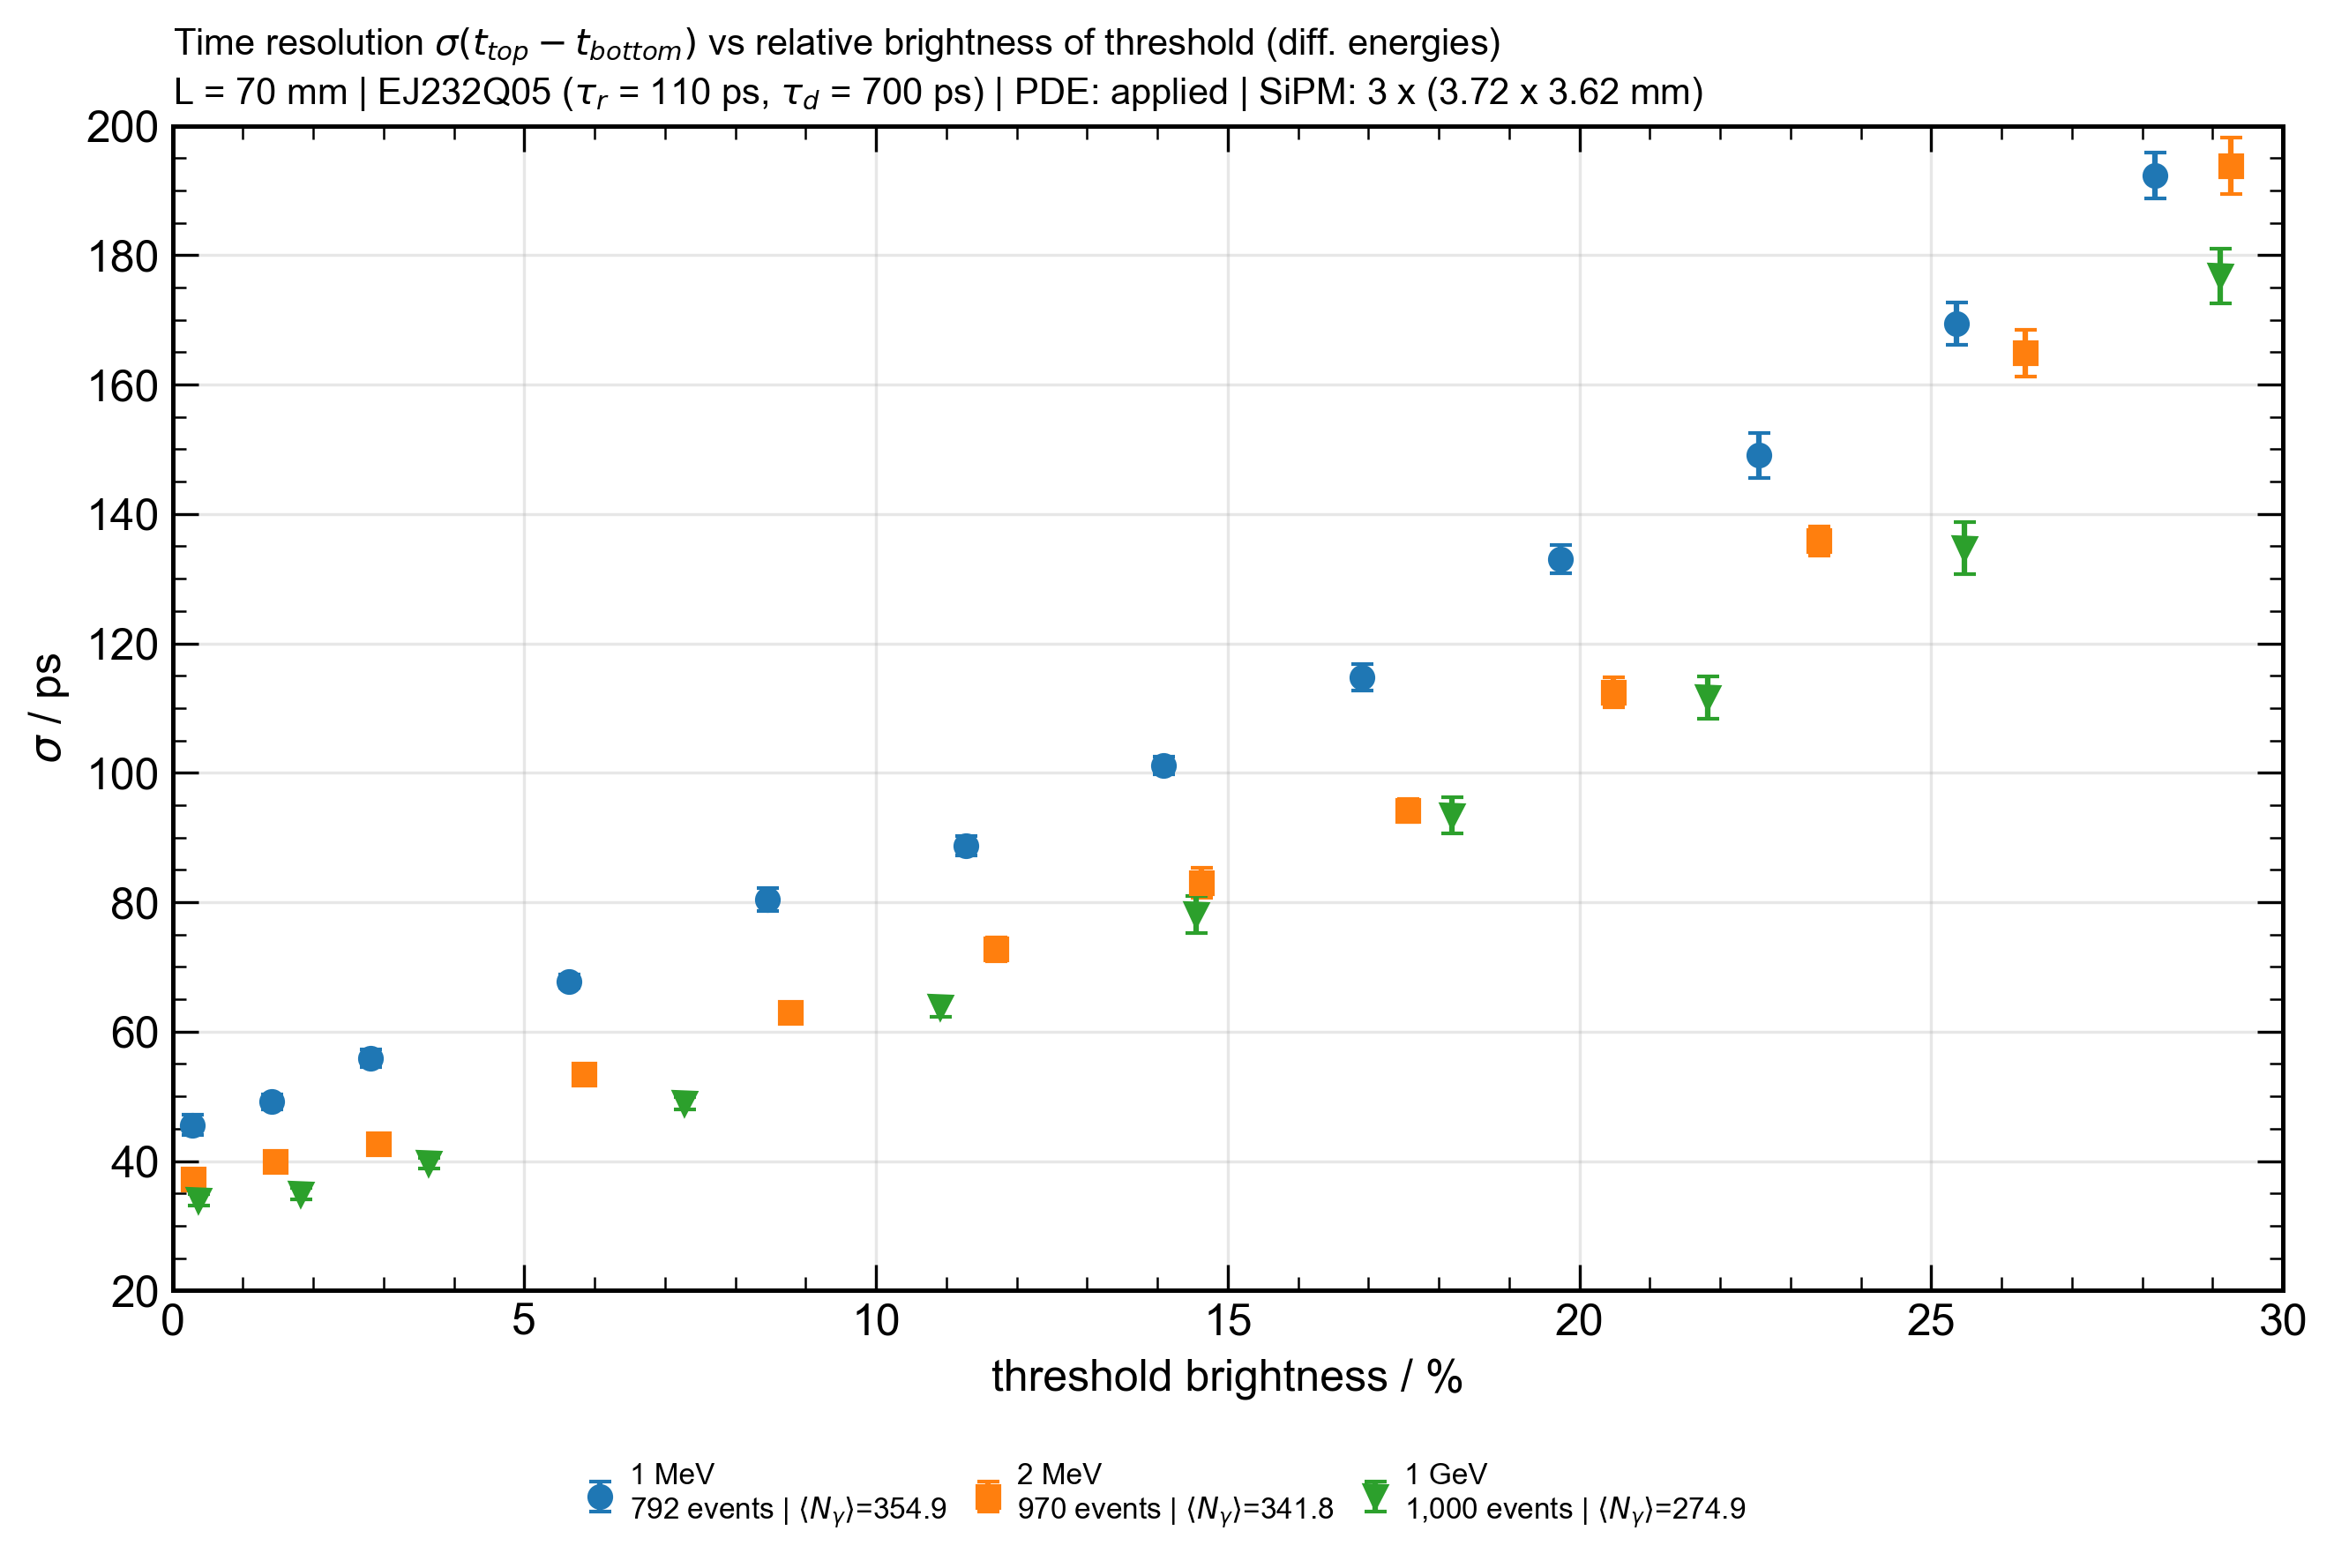 Time resolution σ(t_top − t_bottom) vs relative brightness of threshold (diff. energies)
L = 70 mm | EJ232Q05 (τ_r = 110 ps, τ_d = 700 ps) | PDE: applied | SiPM: 3 x (3.72 x 3.62 mm)
200
180
160
140
120
100
80
60
40
20
σ / ps
0 5 10 15 20 25 30
threshold brightness / %
1 MeV
792 events | ⟨N_γ⟩=354.9
2 MeV
970 events | ⟨N_γ⟩=341.8
1 GeV
1,000 events | ⟨N_γ⟩=274.9